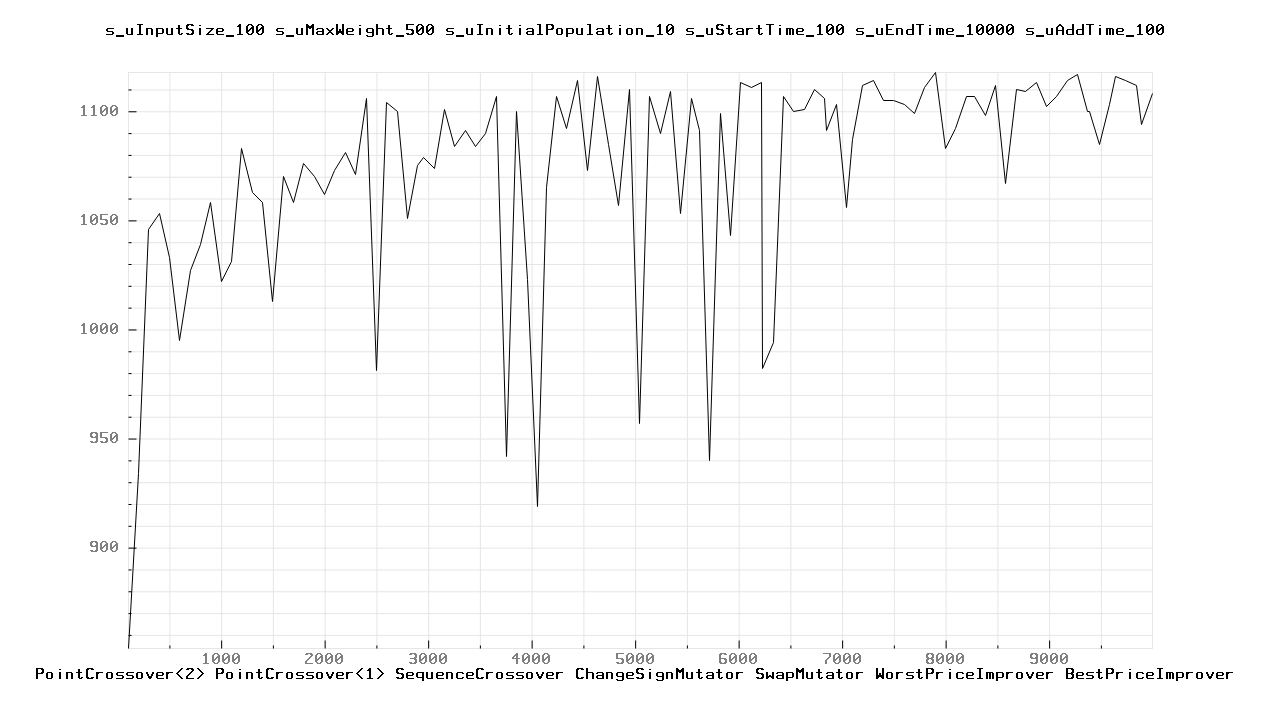 s_uInputSize_100 s_uMaxWeight_500 s_uInitialPopulation_10 s_uStartTime_100 s_uEndTime_10000 s_uAddTime_100
1100
1050
1000
950
900
1000 2000 3000 4000 5000 6000 7000 8000 9000
PointCrossover<2> PointCrossover<1> SequenceCrossover ChangeSignMutator SwapMutator WorstPriceImprover BestPriceImprover